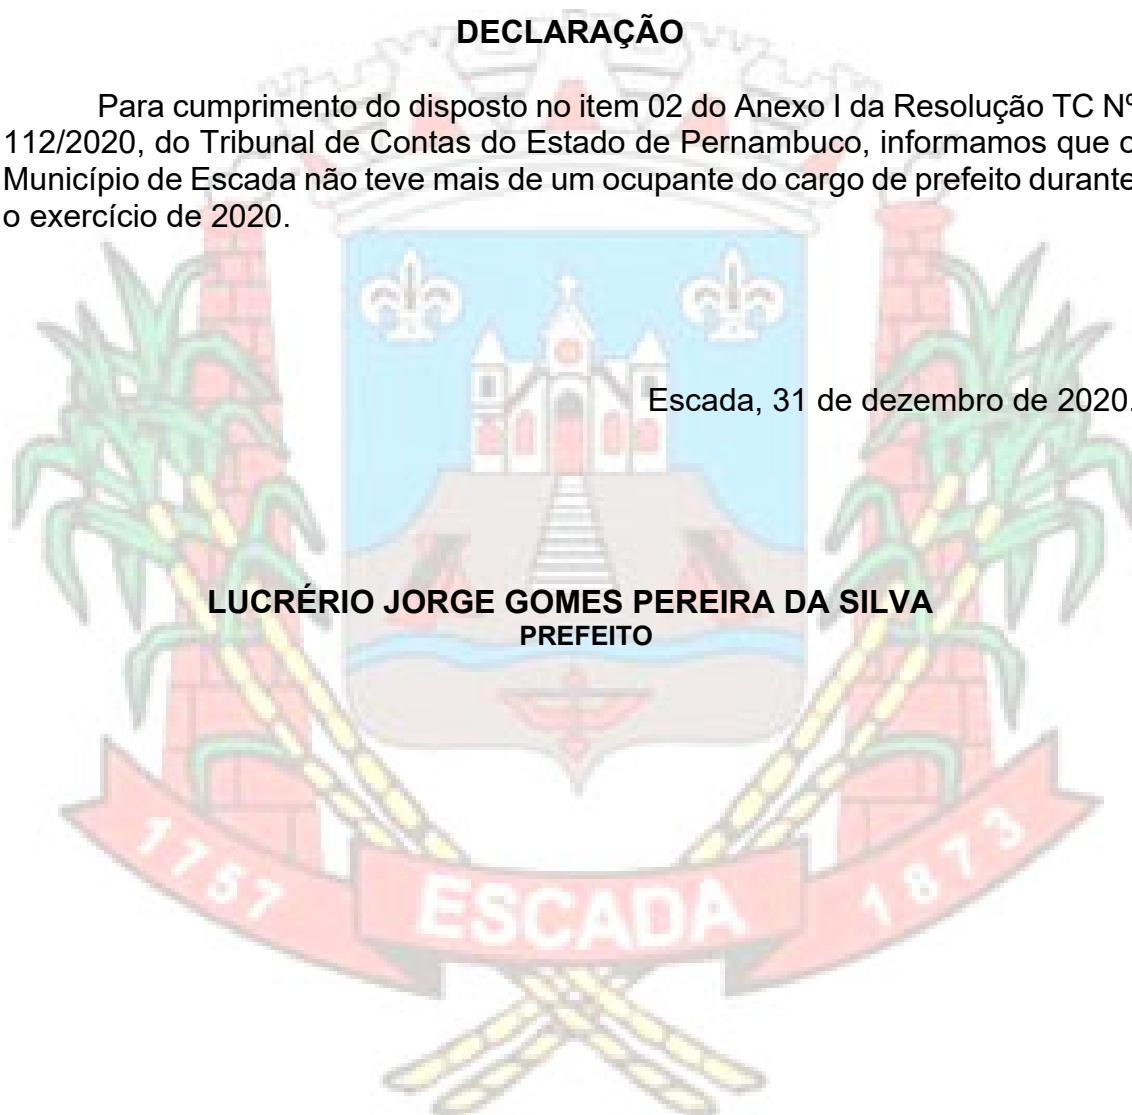 DECLARAÇÃO
Para cumprimento do disposto no item 02 do Anexo I da Resolução TC Nº
112/2020, do Tribunal de Contas do Estado de Pernambuco, informamos que o
Município de Escada não teve mais de um ocupante do cargo de prefeito durante
o exercício de 2020.
Escada, 31 de dezembro de 2020.
LUCRÉRIO JORGE GOMES PEREIRA DA SILVA
PREFEITO
1757
ESCADA
1873